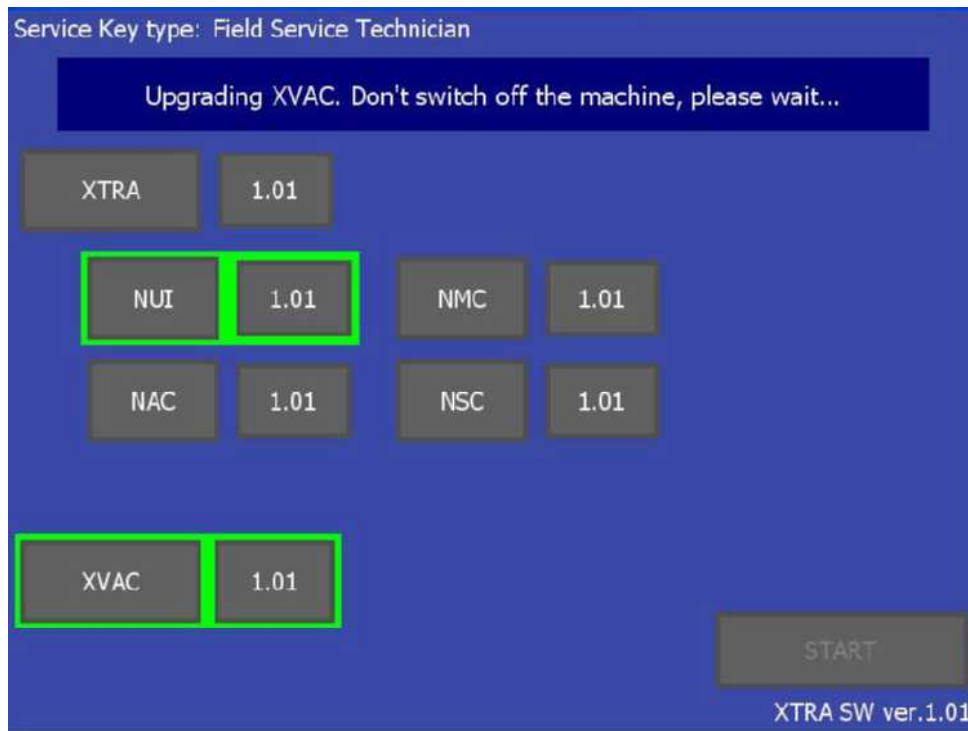 Service Key type: Field Service Technician
Upgrading XVAC. Don't switch off the machine, please wait...
XTRA 1.01
NUI 1.01 NMC 1.01
NAC 1.01 NSC 1.01
XVAC 1.01
START
XTRA SW ver.1.01